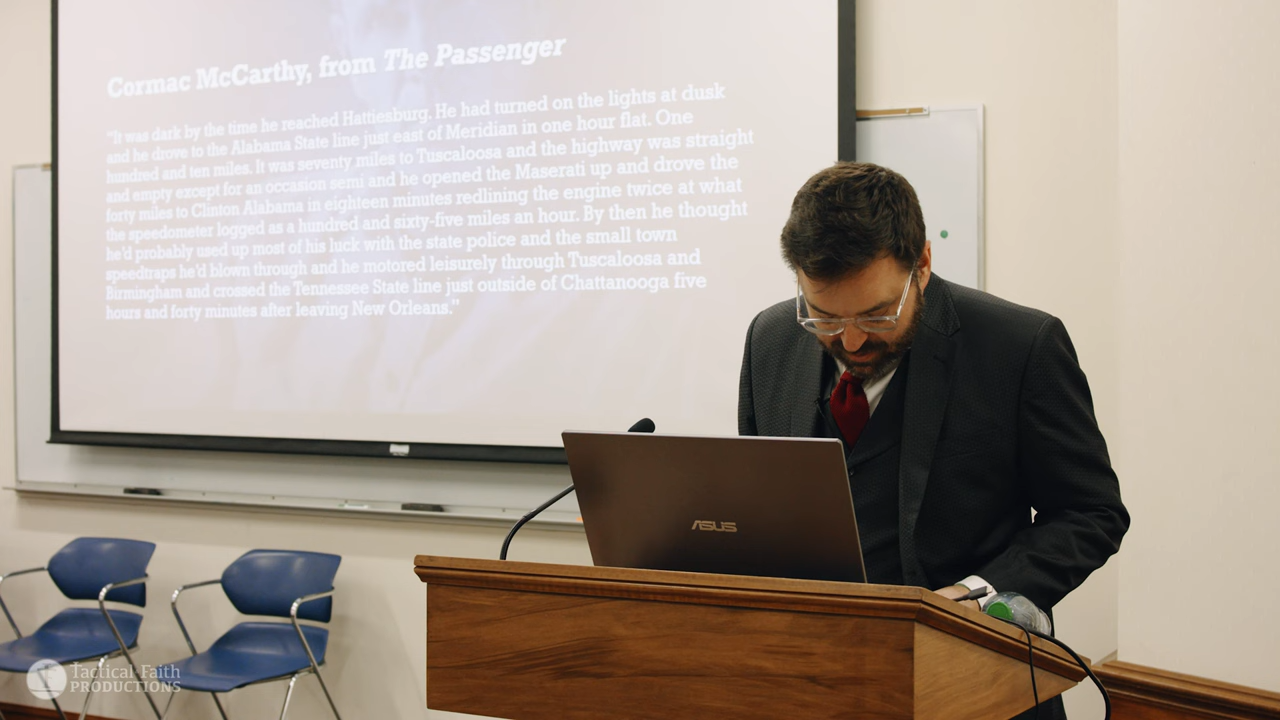 Cormac McCarthy, from The Passenger
"It was dark by the time he reached Hattiesburg. He had turned on the lights at dusk
and he drove to the Alabama State line just east of Meridian in one hour flat. One
hundred and ten miles. It was seventy miles to Tuscaloosa and the highway was straight
and empty except for an occasion semi and he opened the Maserati up and drove the
forty miles to Clinton Alabama in eighteen minutes redlining the engine twice at what
the speedometer logged as a hundred and sixty-five miles an hour. By then he thought
he'd probably used up most of his luck with the state police and the small town
speedtraps he'd blown through and he motored leisurely through Tuscaloosa and
Birmingham and crossed the Tennessee State line just outside of Chattanooga five
hours and forty minutes after leaving New Orleans."
ASUS
Tactical Faith
PRODUCTIONS